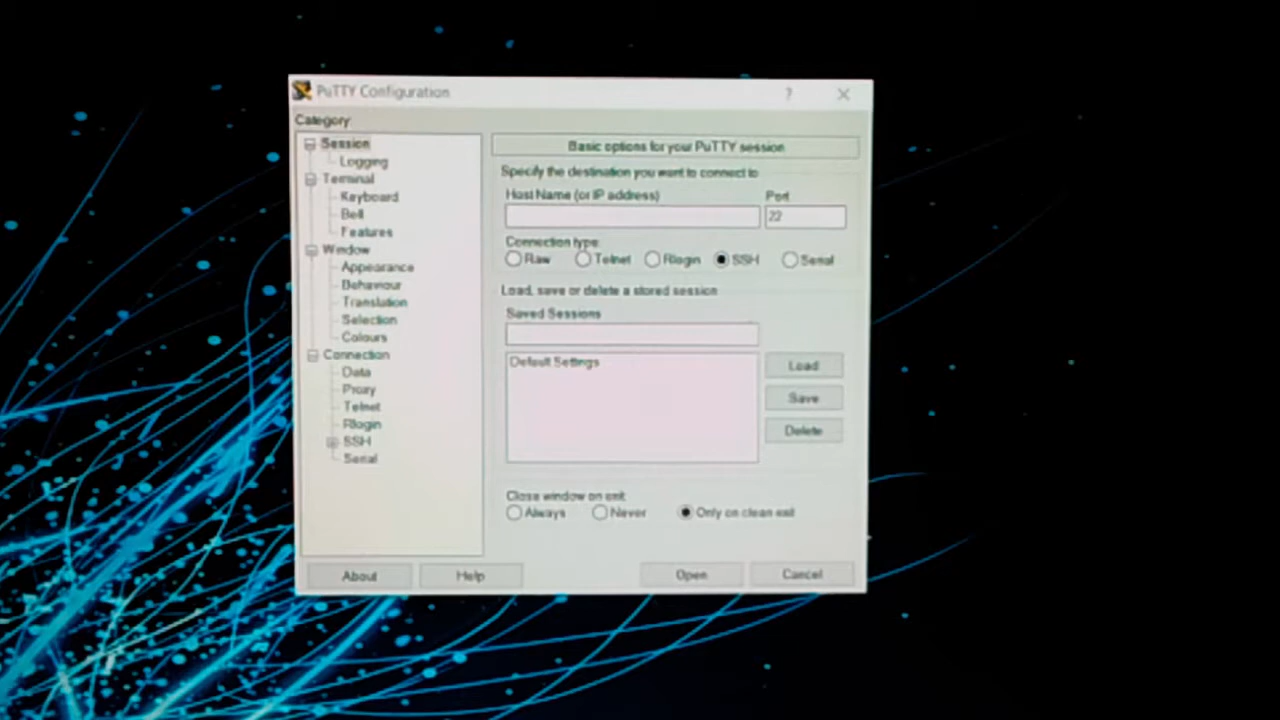 PuTTY Configuration
?
Category:
Session
Logging
Terminal
Keyboard
Bell
Features
Window
Appearance
Behaviour
Translation
Selection
Colours
Connection
Data
Proxy
Telnet
Rlogin
SSH
Serial
Basic options for your PuTTY session
Specify the destination you want to connect to
Host Name (or IP address) Port
22
Connection type:
Raw Telnet Rlogin SSH Serial
Load, save or delete a stored session
Saved Sessions
Default Settings
Load
Save
Delete
Close window on exit:
Always Never Only on clean exit
About Help Open Cancel